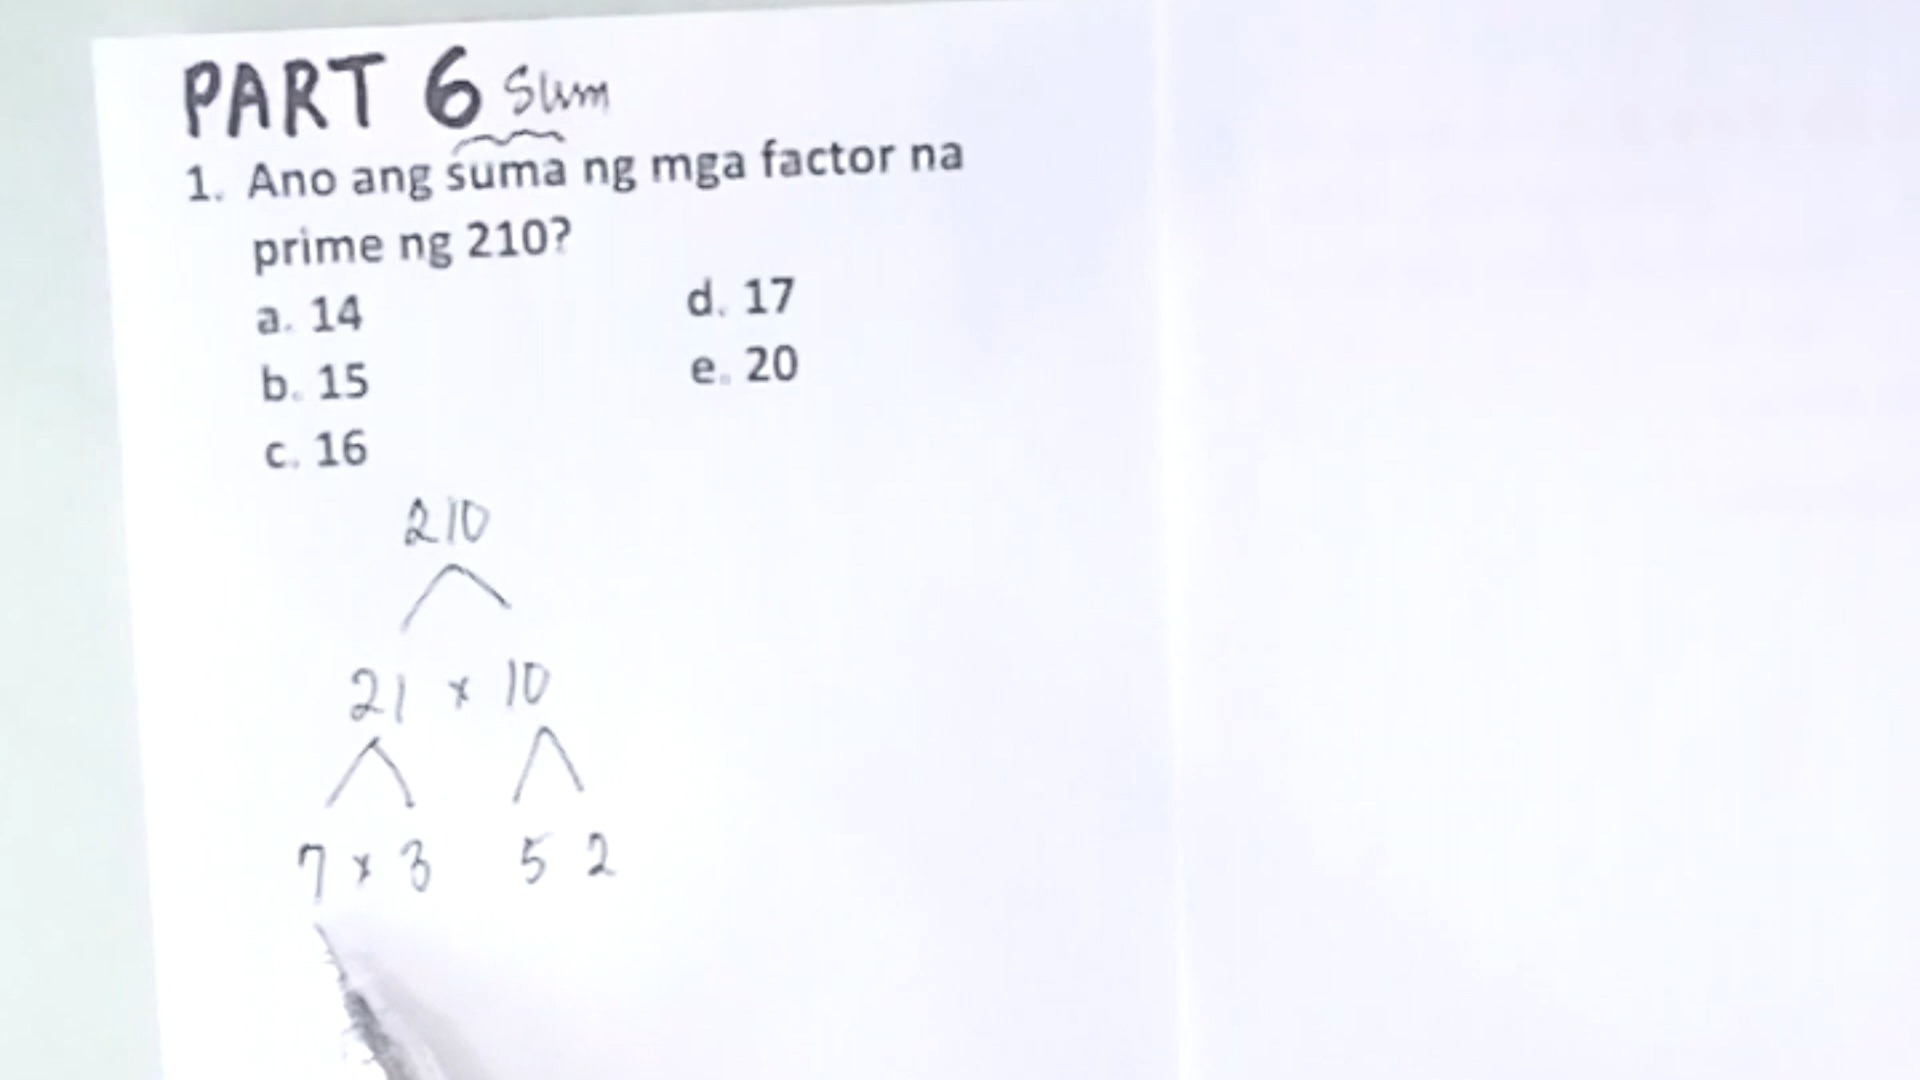 PART 6 Sum
1. Ano ang suma ng mga factor na
prime ng 210?
a. 14
b. 15
c. 16
d. 17
e. 20
210
21 x 10
7 x 3 5 2